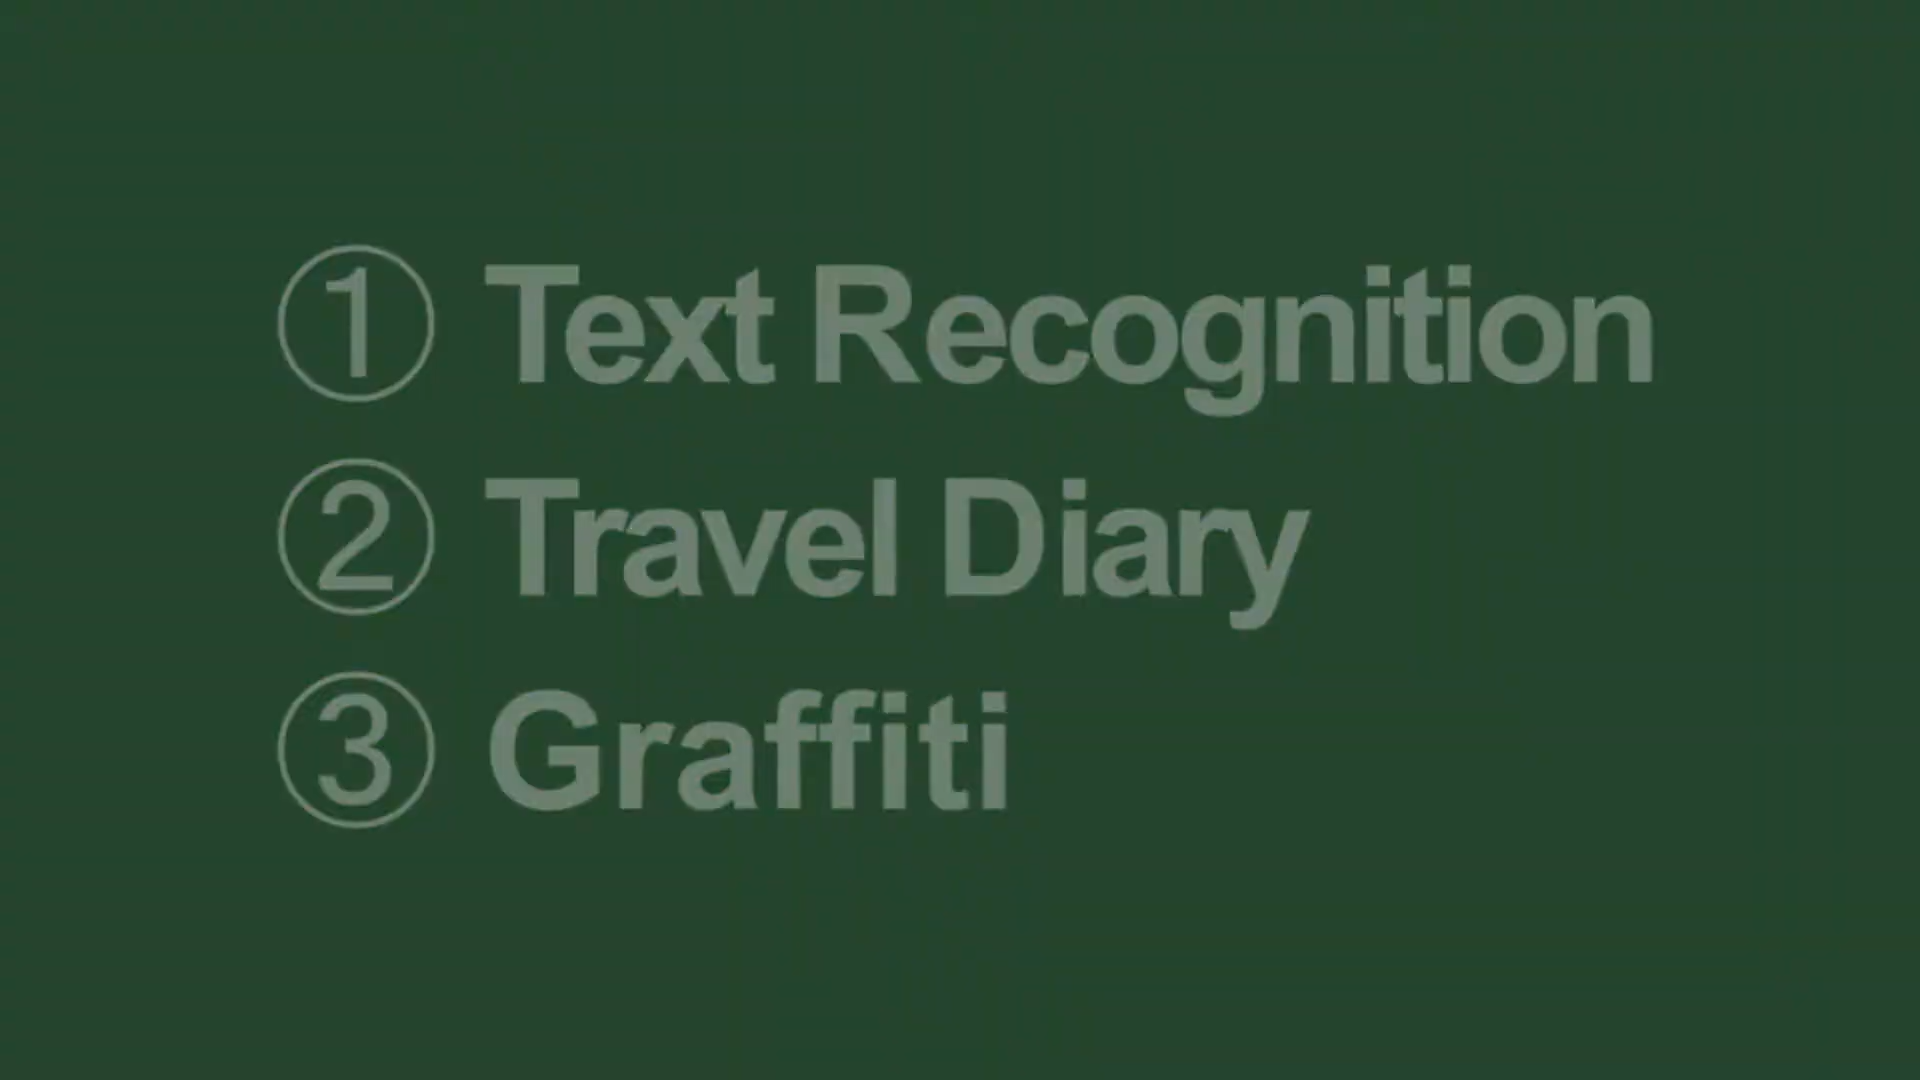 ① Text Recognition
② Travel Diary
③ Graffiti